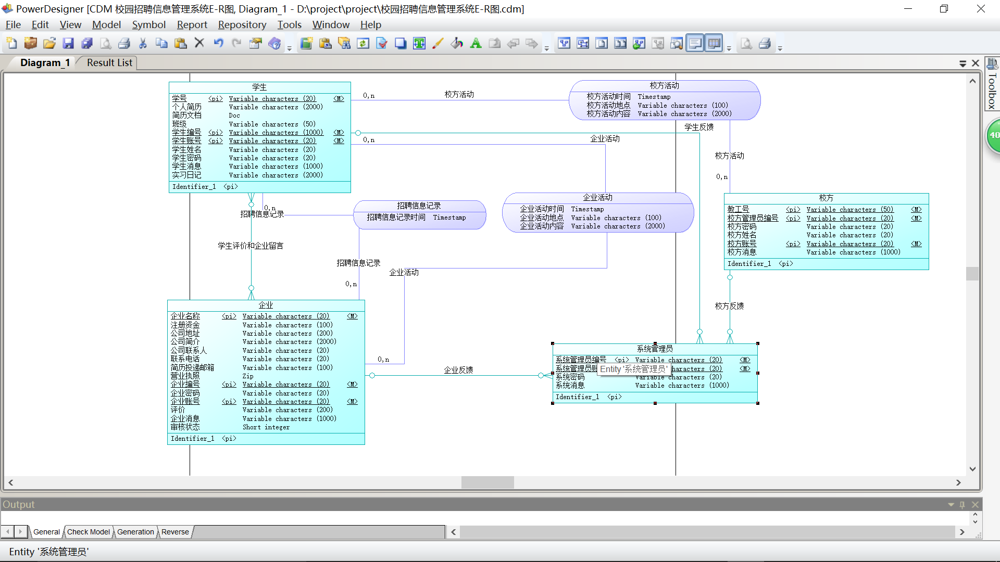 PowerDesigner [CDM 校园招聘信息管理系统E-R图, Diagram_1 - D:\project\project\校园招聘信息管理系统E-R图.cdm]
File Edit View Model Symbol Report Repository Tools Window Help
Diagram_1 Result List
Toolbox
40
学生
学号 <pi> Variable characters (20) <M>
个人简历 Variable characters (2000)
简历文档 Doc
班级 Variable characters (50)
学生编号 <pi> Variable characters (1000) <M>
学生账号 <pi> Variable characters (20) <M>
学生姓名 Variable characters (20)
学生密码 Variable characters (20)
学生消息 Variable characters (1000)
实习日记 Variable characters (2000)
Identifier_1 <pi>
0,n
校方活动
校方活动
校方活动时间 Timestamp
校方活动地点 Variable characters (100)
校方活动内容 Variable characters (2000)
学生反馈
0,n
企业活动
校方活动
0,n
招聘信息记录
招聘信息记录时间 Timestamp
0,n
招聘信息记录
企业活动
企业活动时间 Timestamp
企业活动地点 Variable characters (100)
企业活动内容 Variable characters (2000)
校方
教工号 <pi> Variable characters (50) <M>
校方管理员编号 <pi> Variable characters (20) <M>
校方密码 Variable characters (20)
校方姓名 Variable characters (20)
校方账号 <pi> Variable characters (20) <M>
校方消息 Variable characters (1000)
Identifier_1 <pi>
学生评价和企业留言
招聘信息记录
企业活动
0,n
校方反馈
企业
企业名称 <pi> Variable characters (20) <M>
注册资金 Variable characters (100)
公司地址 Variable characters (200)
公司简介 Variable characters (2000)
公司联系人 Variable characters (20)
联系电话 Variable characters (20)
简历投递邮箱 Variable characters (100)
营业执照 Zip
企业编号 <pi> Variable characters (20) <M>
企业密码 Variable characters (20)
企业账号 <pi> Variable characters (20) <M>
评价 Variable characters (200)
企业消息 Variable characters (1000)
审核状态 Short integer
Identifier_1 <pi>
0,n
企业反馈
系统管理员
系统管理员编号 <pi> Variable characters (20) <M>
系统管理员 haracters (20) <M>
Entity '系统管理员'
系统密码 Variable characters (20)
系统消息 Variable characters (1000)
Identifier_1 <pi>
Output
General Check Model Generation Reverse
Entity '系统管理员'